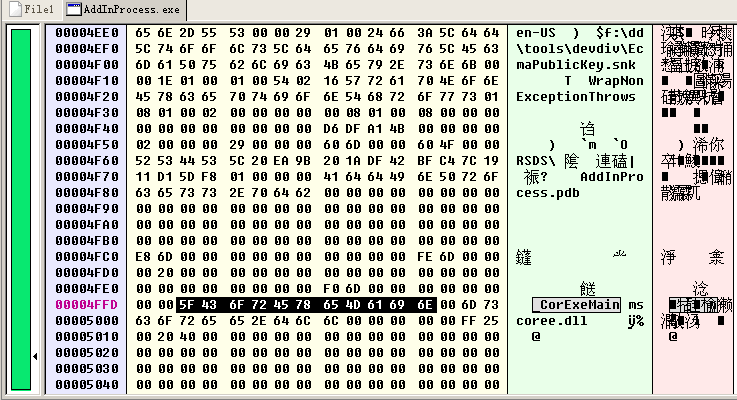 File1 AddInProcess.exe
00004EE0 65 6E 2D 55 53 00 00 29 01 00 24 66 3A 5C 64 64 en-US ) $f:\dd
00004EF0 5C 74 6F 6F 6C 73 5C 64 65 76 64 69 76 5C 45 63 \tools\devdiv\Ec
00004F00 6D 61 50 75 62 6C 69 63 4B 65 79 2E 73 6E 6B 00 maPublicKey.snk
00004F10 00 1E 01 00 01 00 54 02 16 57 72 61 70 4E 6F 6E T WrapNon
00004F20 45 78 63 65 70 74 69 6F 6E 54 68 72 6F 77 73 01 ExceptionThrows
00004F30 08 01 00 02 00 00 00 00 00 08 01 00 08 00 00 00
00004F40 00 00 00 00 00 00 00 00 D6 DF A1 4B 00 00 00 00
00004F50 02 00 00 00 29 00 00 00 60 6D 00 00 60 4F 00 00 ) `m `O
00004F60 52 53 44 53 5C 20 EA 9B 20 1A DF 42 BF C4 7C 19 RSDS\
00004F70 11 D1 5D F8 01 00 00 00 41 64 64 49 6E 50 72 6F ? AddInPro
00004F80 63 65 73 73 2E 70 64 62 00 00 00 00 00 00 00 00 cess.pdb
00004F90 00 00 00 00 00 00 00 00 00 00 00 00 00 00 00 00
00004FA0 00 00 00 00 00 00 00 00 00 00 00 00 00 00 00 00
00004FB0 00 00 00 00 00 00 00 00 00 00 00 00 00 00 00 00
00004FC0 E8 6D 00 00 00 00 00 00 00 00 00 00 FE 6D 00 00
00004FD0 00 20 00 00 00 00 00 00 00 00 00 00 00 00 00 00
00004FE0 00 00 00 00 00 00 00 00 F0 6D 00 00 00 00 00 00
00004FFD 00 00 5F 43 6F 72 45 78 65 4D 61 69 6E 00 6D 73 _CorExeMain ms
00005000 63 6F 72 65 65 2E 64 6C 6C 00 00 00 00 00 FF 25 coree.dll ÿ%
00005010 00 20 40 00 00 00 00 00 00 00 00 00 00 00 00 00 @ @
00005020 00 00 00 00 00 00 00 00 00 00 00 00 00 00 00 00
00005030 00 00 00 00 00 00 00 00 00 00 00 00 00 00 00 00
00005040 00 00 00 00 00 00 00 00 00 00 00 00 00 00 00 00